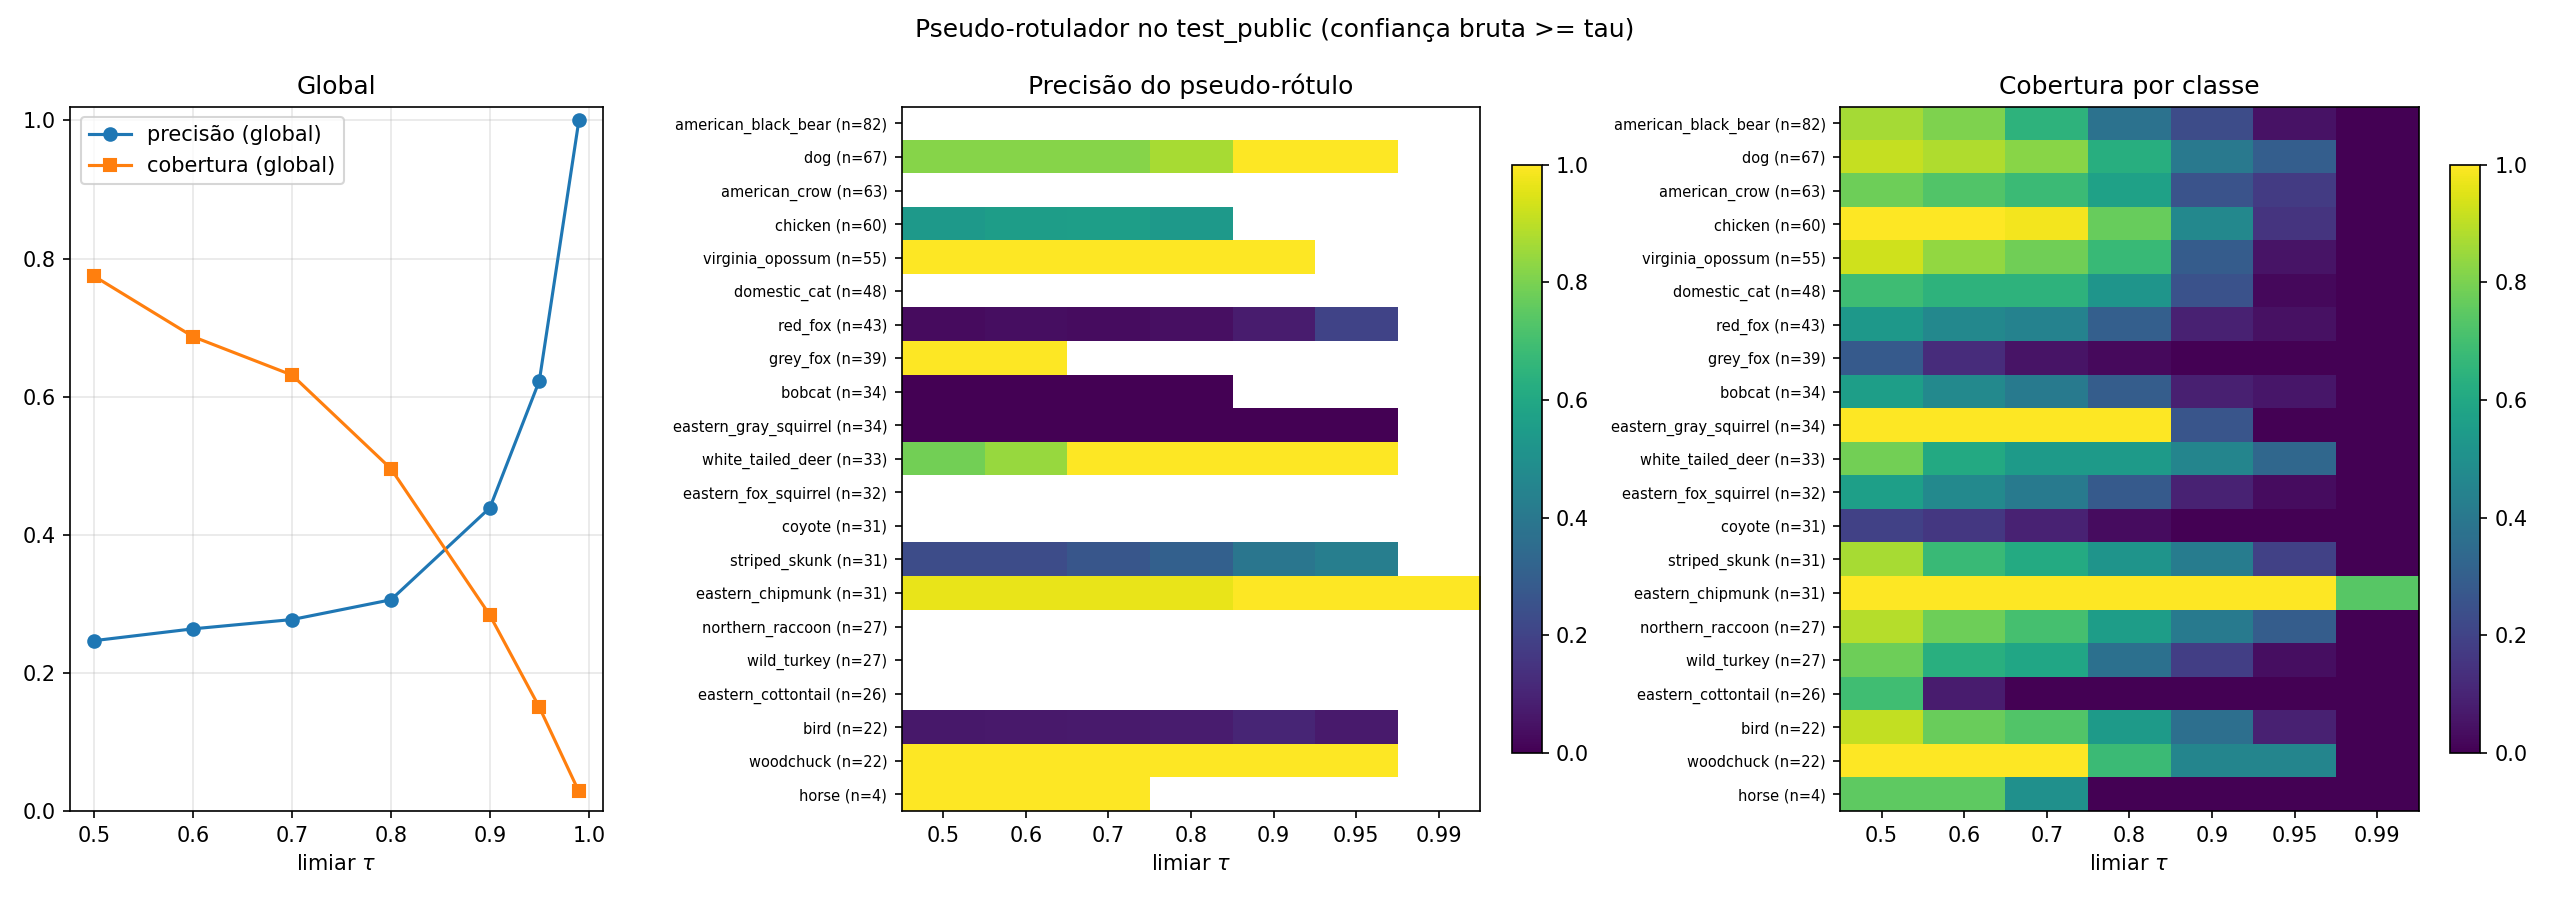 Pseudo-rotulador no test_public (confiança bruta >= tau)
Global
precisão (global)
cobertura (global)
1.0
0.8
0.6
0.4
0.2
0.0
0.5 0.6 0.7 0.8 0.9 1.0
limiar τ
Precisão do pseudo-rótulo
american_black_bear (n=82)
dog (n=67)
american_crow (n=63)
chicken (n=60)
virginia_opossum (n=55)
domestic_cat (n=48)
red_fox (n=43)
grey_fox (n=39)
bobcat (n=34)
eastern_gray_squirrel (n=34)
white_tailed_deer (n=33)
eastern_fox_squirrel (n=32)
coyote (n=31)
striped_skunk (n=31)
eastern_chipmunk (n=31)
northern_raccoon (n=27)
wild_turkey (n=27)
eastern_cottontail (n=26)
bird (n=22)
woodchuck (n=22)
horse (n=4)
0.5 0.6 0.7 0.8 0.9 0.95 0.99
limiar τ
1.0
0.8
0.6
0.4
0.2
0.0
Cobertura por classe
american_black_bear (n=82)
dog (n=67)
american_crow (n=63)
chicken (n=60)
virginia_opossum (n=55)
domestic_cat (n=48)
red_fox (n=43)
grey_fox (n=39)
bobcat (n=34)
eastern_gray_squirrel (n=34)
white_tailed_deer (n=33)
eastern_fox_squirrel (n=32)
coyote (n=31)
striped_skunk (n=31)
eastern_chipmunk (n=31)
northern_raccoon (n=27)
wild_turkey (n=27)
eastern_cottontail (n=26)
bird (n=22)
woodchuck (n=22)
horse (n=4)
0.5 0.6 0.7 0.8 0.9 0.95 0.99
limiar τ
1.0
0.8
0.6
0.4
0.2
0.0